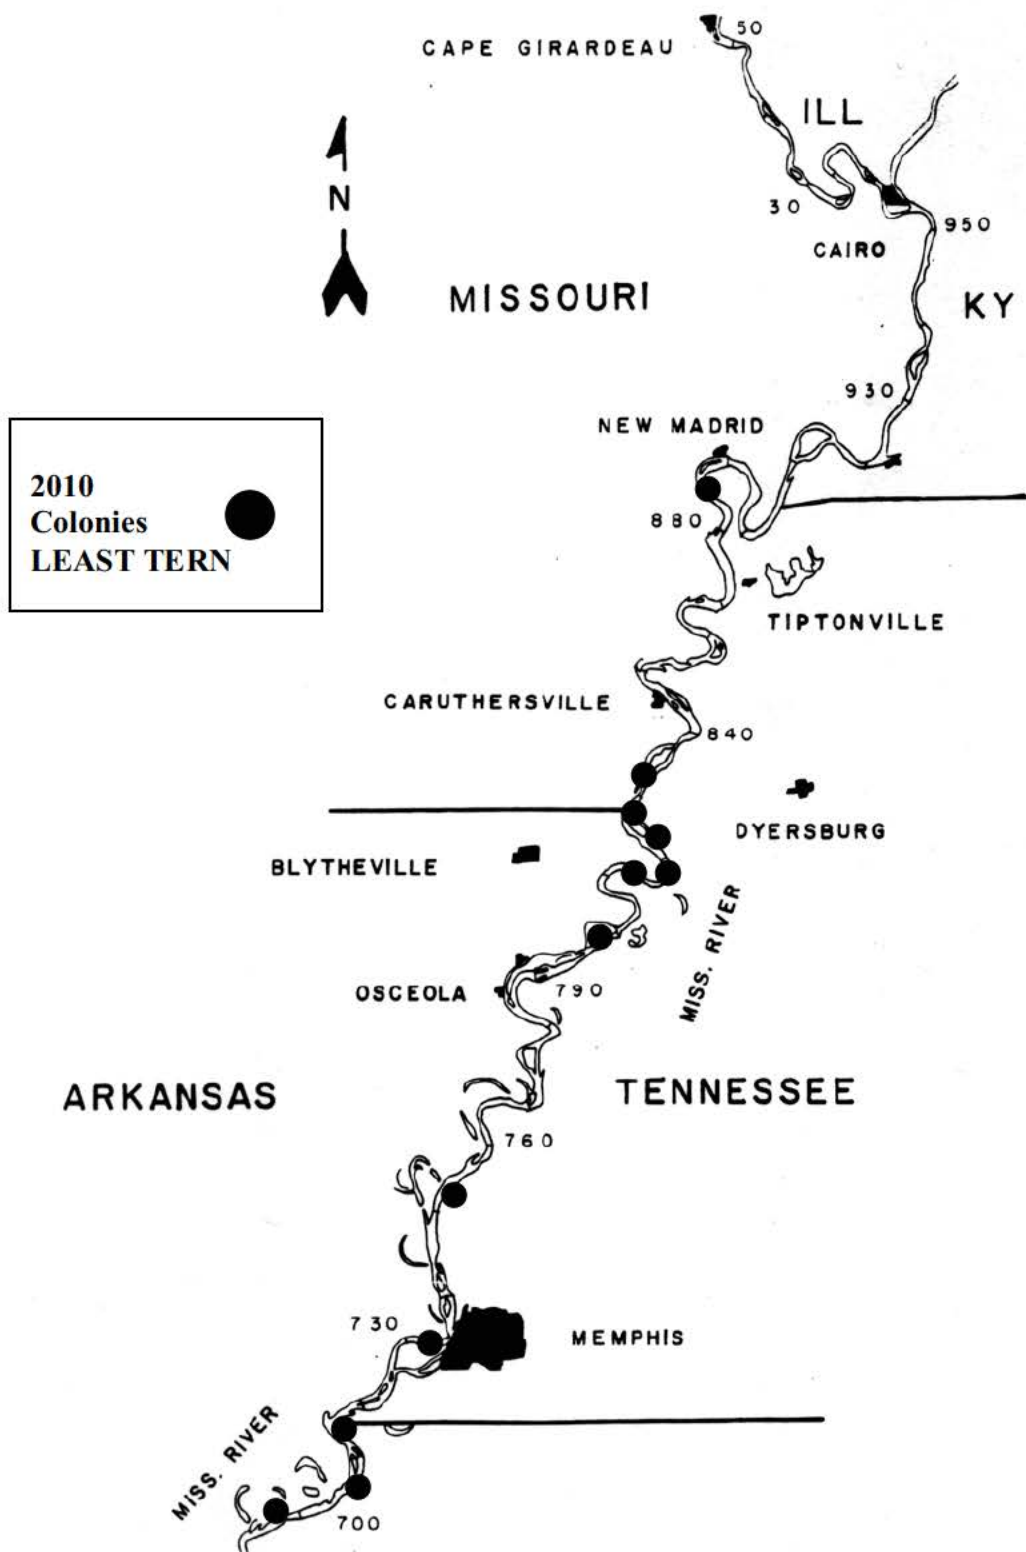 50
CAPE GIRARDEAU
ILL
N
30
950
CAIRO
MISSOURI
KY
930
NEW MADRID
2010
Colonies
LEAST TERN
880
TIPTONVILLE
CARUTHERSVILLE
840
DYERSBURG
BLYTHEVILLE
MISS. RIVER
OSCEOLA
790
ARKANSAS
TENNESSEE
760
730
MEMPHIS
MISS. RIVER
700